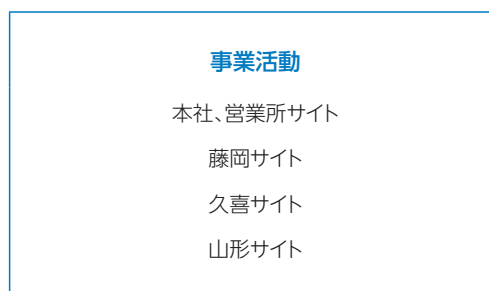 事業活動
本社、営業所サイト
藤岡サイト
久喜サイト
山形サイト